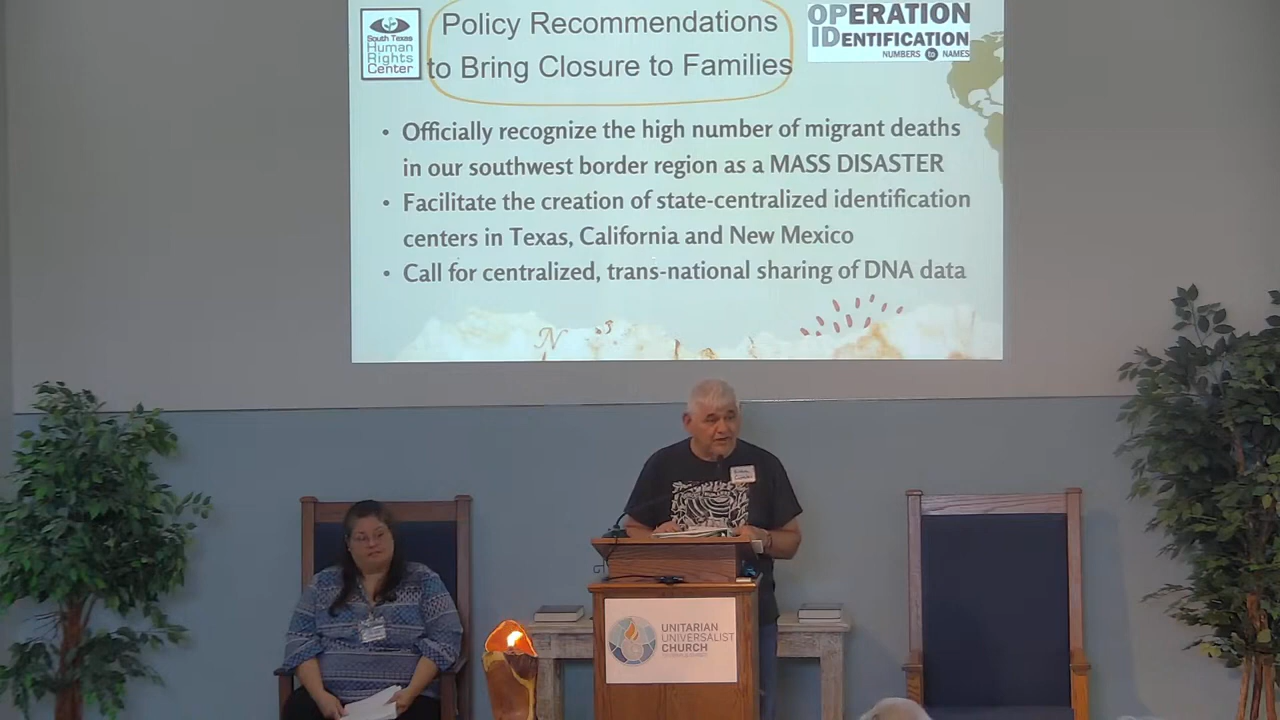 South Texas
Human
Rights
Center
Policy Recommendations
to Bring Closure to Families
OPERATION
IDENTIFICATION
NUMBERS to NAMES
• Officially recognize the high number of migrant deaths
in our southwest border region as a MASS DISASTER
• Facilitate the creation of state-centralized identification
centers in Texas, California and New Mexico
• Call for centralized, trans-national sharing of DNA data
N
UNITARIAN
UNIVERSALIST
CHURCH